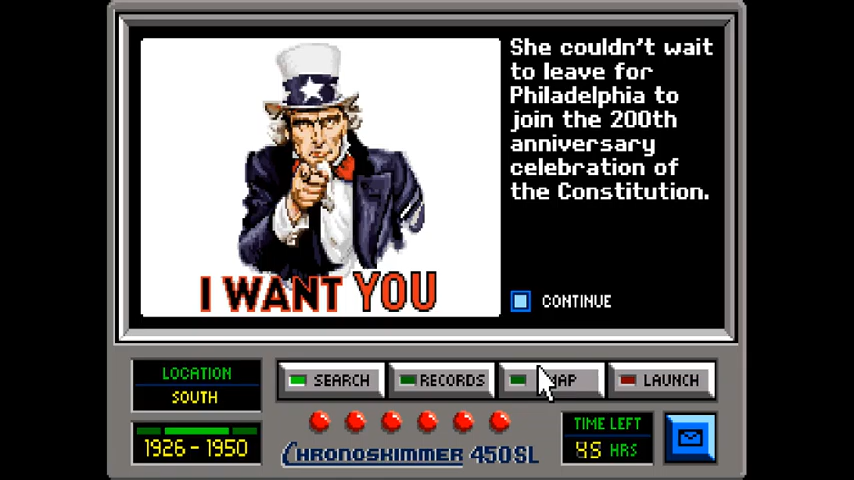 She couldn't wait
to leave for
Philadelphia to
join the 200th
anniversary
celebration of
the Constitution.
I WANT YOU
CONTINUE
LOCATION
SOUTH
SEARCH
RECORDS
LAUNCH
1926 - 1950
CHRONOSKIMMER 450SL
TIME LEFT
45 HRS